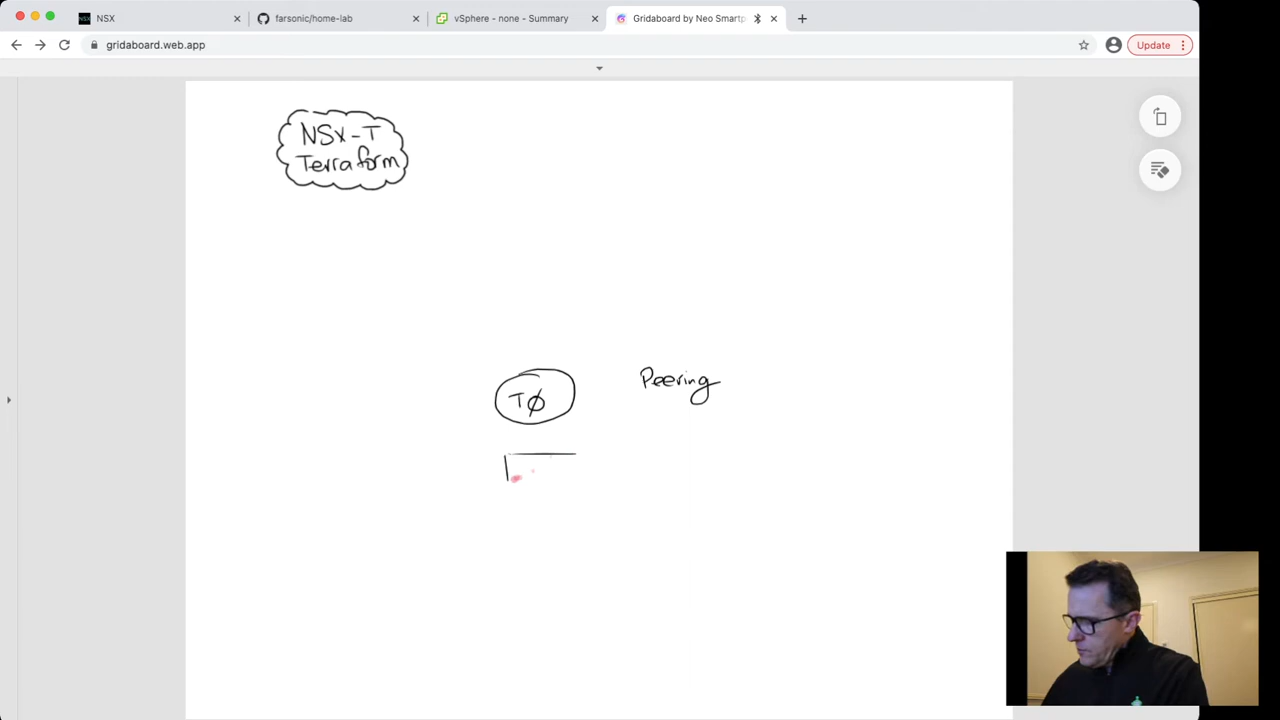 NSX
farsonic/home-lab
vSphere - none - Summary
Gridaboard by Neo Smartp
gridaboard.web.app
Update
NSX-T
Terraform
TØ
Peering